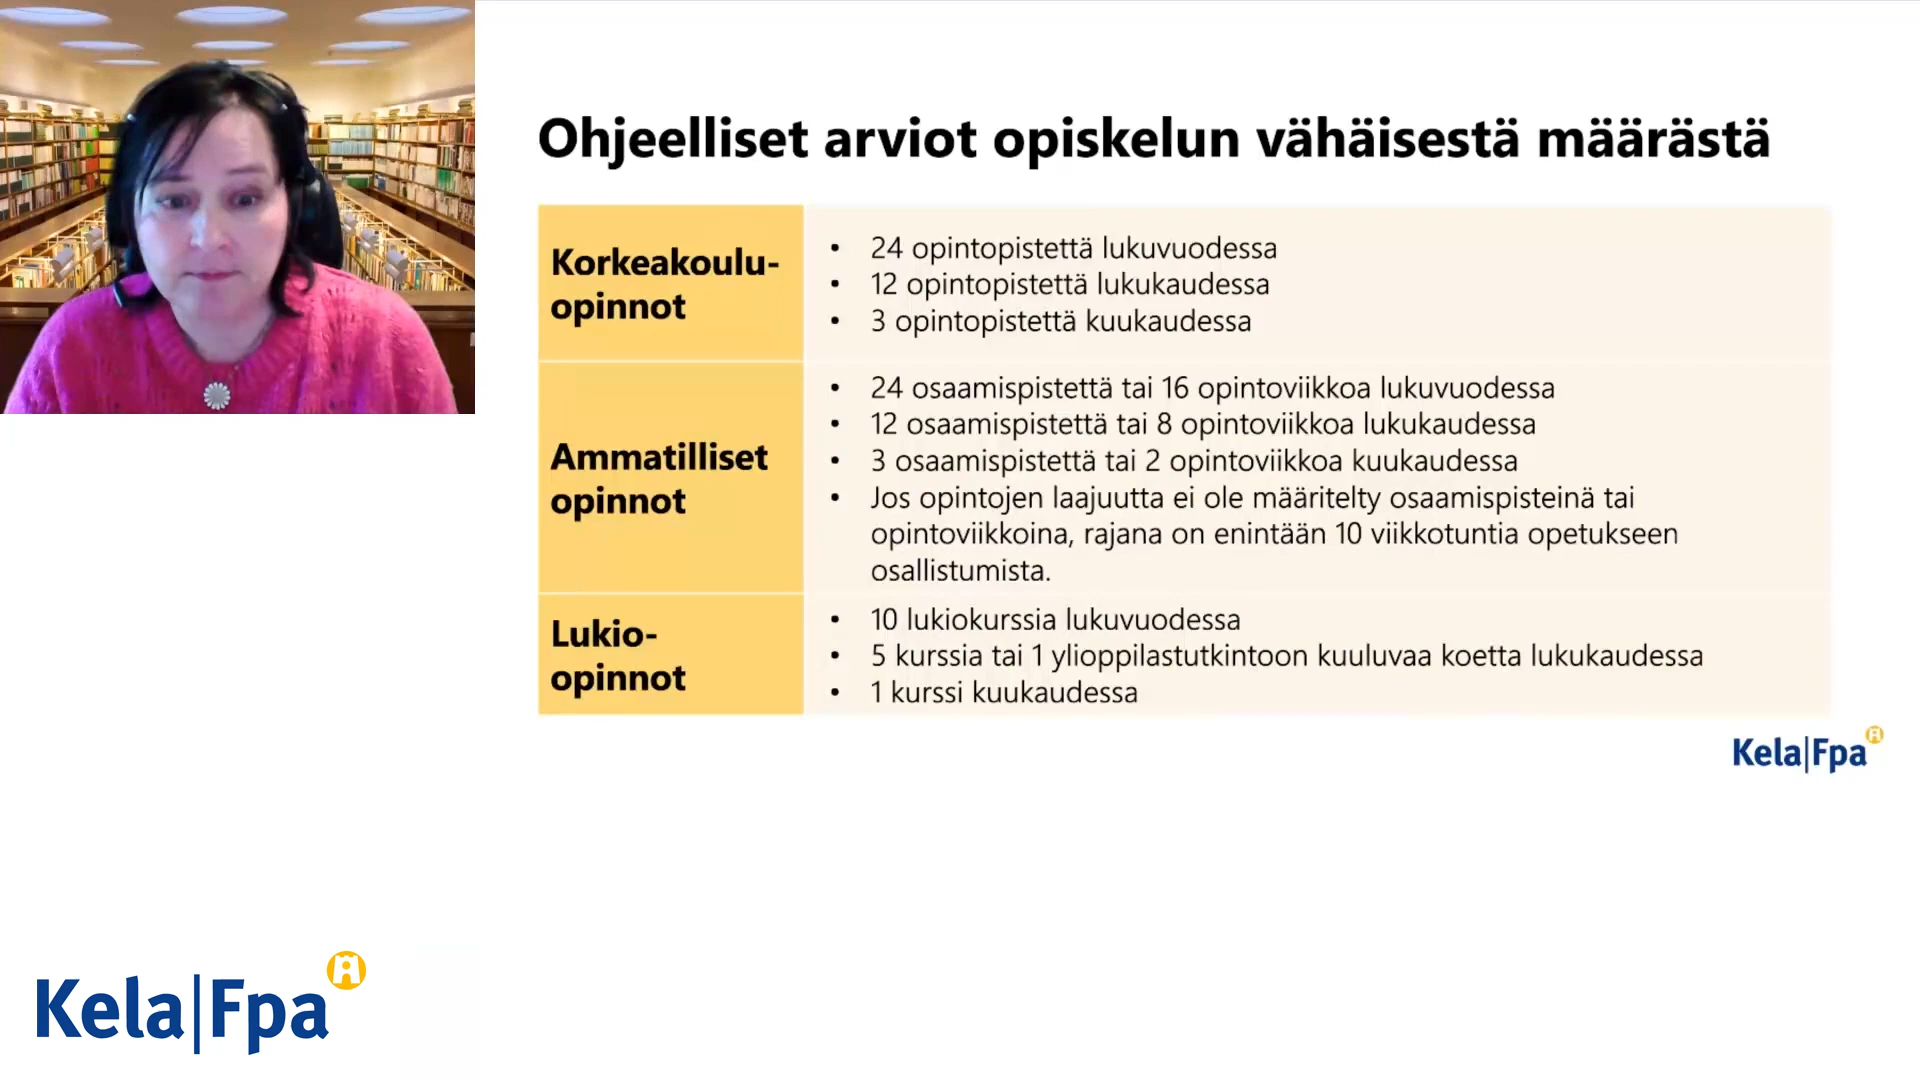 Ohjeelliset arviot opiskelun vähäisestä määrästä
Korkeakoulu-
opinnot
• 24 opintopistettä lukuvuodessa
• 12 opintopistettä lukukaudessa
• 3 opintopistettä kuukaudessa
Ammatilliset
opinnot
• 24 osaamispistettä tai 16 opintoviikkoa lukuvuodessa
• 12 osaamispistettä tai 8 opintoviikkoa lukukaudessa
• 3 osaamispistettä tai 2 opintoviikkoa kuukaudessa
• Jos opintojen laajuutta ei ole määritelty osaamispisteinä tai
opintoviikkoina, rajana on enintään 10 viikkotuntia opetukseen
osallistumista.
Lukio-
opinnot
• 10 lukiokurssia lukuvuodessa
• 5 kurssia tai 1 ylioppilastutkintoon kuuluvaa koetta lukukaudessa
• 1 kurssi kuukaudessa
Kela|Fpa
Kela|Fpa